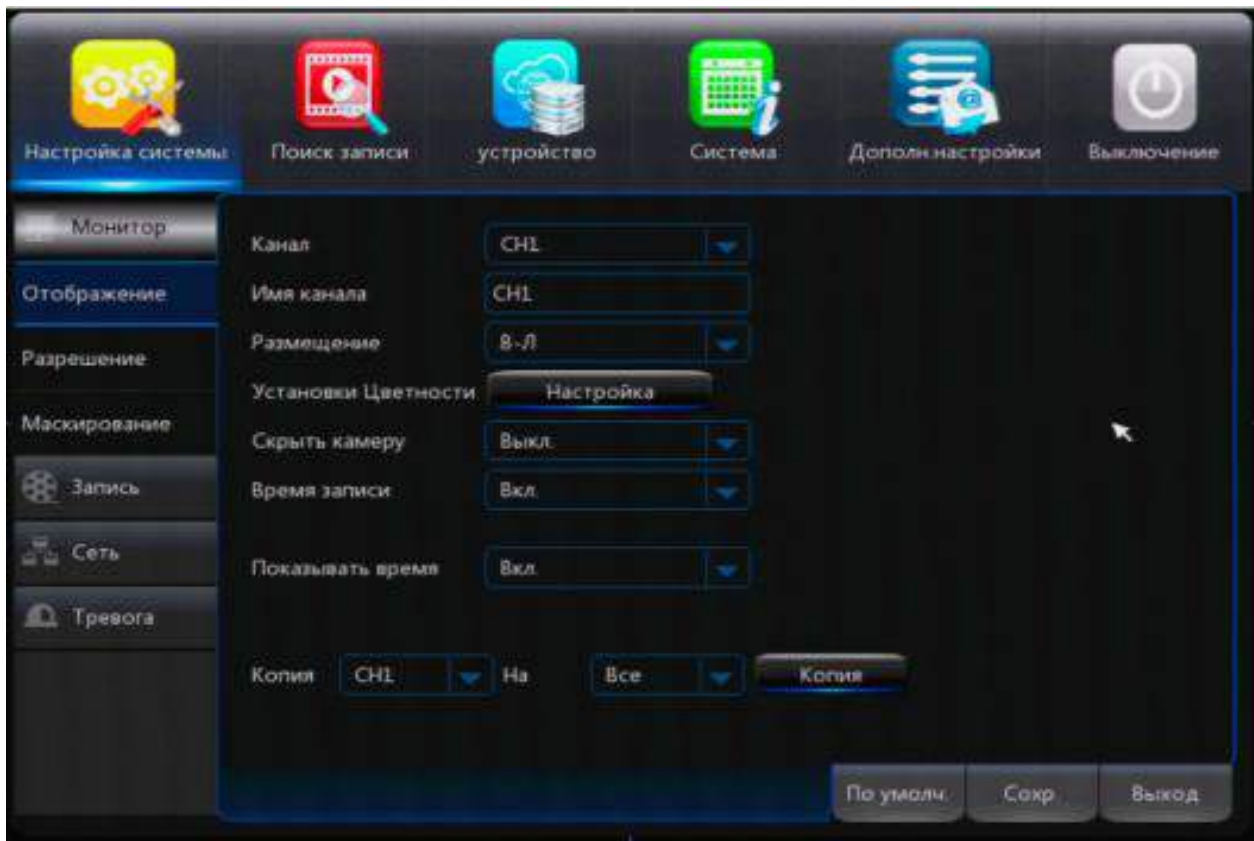 Настройка системы Поиск записи устройство Система Дополн.настройки Выключение
Монитор
Отображение
Разрешение
Маскирование
Запись
Сеть
Тревога
Канал CH1
Имя канала CH1
Размещение В-Л
Установки Цветности Настройка
Скрыть камеру Выкл.
Время записи Вкл.
Показывать время Вкл.
Копия CH1 На Все Копия
По умолч. Сохр Выход